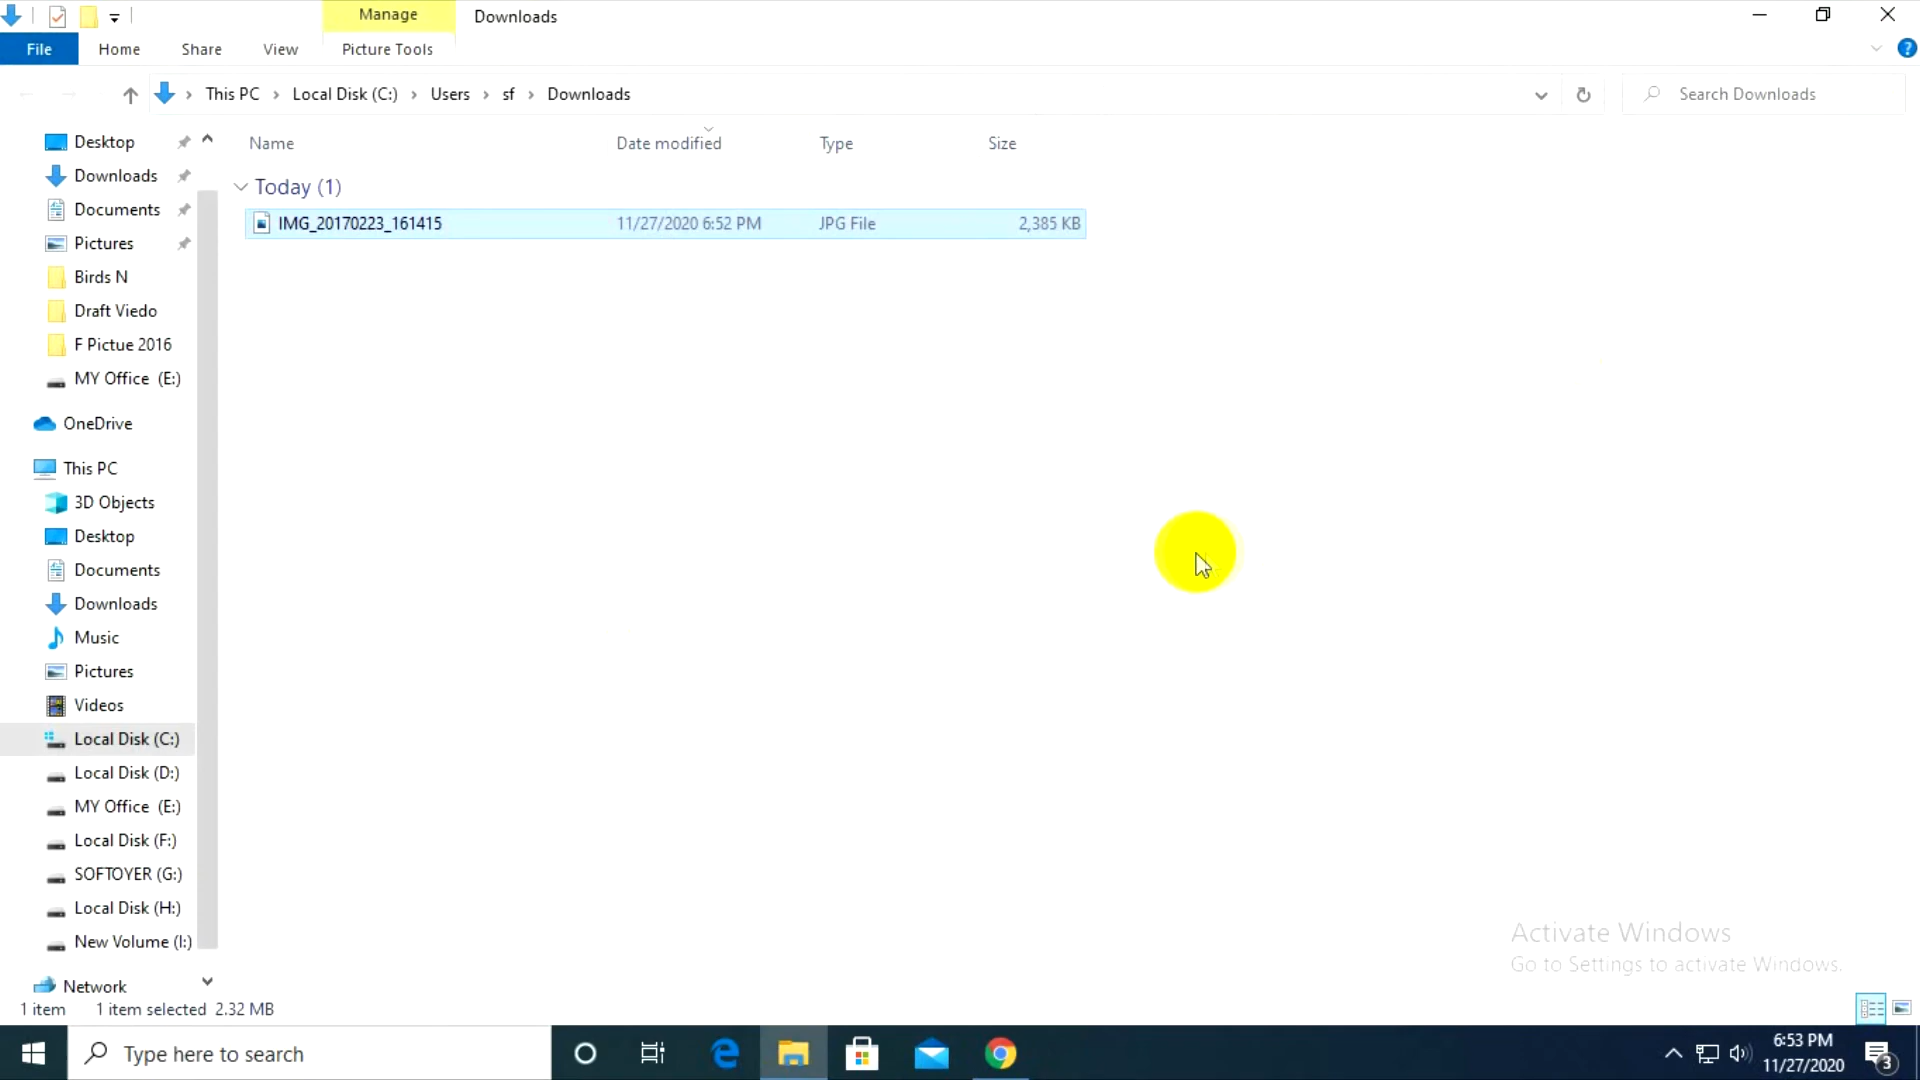 Manage
Downloads
File
Home
Share
View
Picture Tools
This PC
Local Disk (C:)
Users
sf
Downloads
Search Downloads
Name
Date modified
Type
Size
Today (1)
IMG_20170223_161415
11/27/2020 6:52 PM
JPG File
2,385 KB
Desktop
Downloads
Documents
Pictures
Birds N
Draft Viedo
F Pictue 2016
MY Office (E:)
OneDrive
This PC
3D Objects
Desktop
Documents
Downloads
Music
Pictures
Videos
Local Disk (C:)
Local Disk (D:)
MY Office (E:)
Local Disk (F:)
SOFTOYER (G:)
Local Disk (H:)
New Volume (I:)
Network
Activate Windows
Go to Settings to activate Windows.
1 item
1 item selected 2.32 MB
Type here to search
6:53 PM
11/27/2020
3